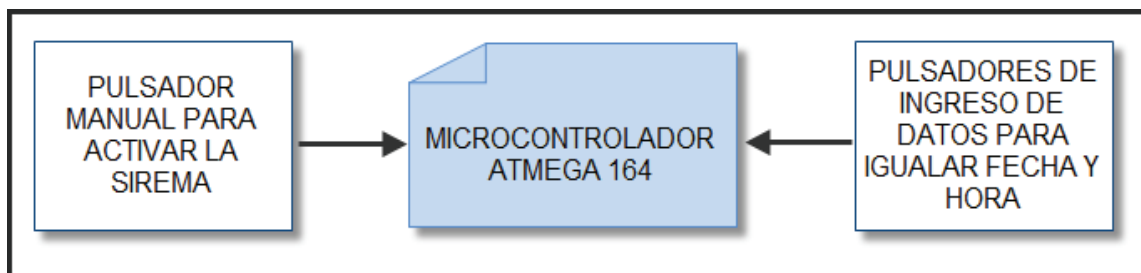 PULSADOR
MANUAL PARA
ACTIVAR LA
SIREMA
MICROCONTROLADOR
ATMEGA 164
PULSADORES DE
INGRESO DE
DATOS PARA
IGUALAR FECHA Y
HORA